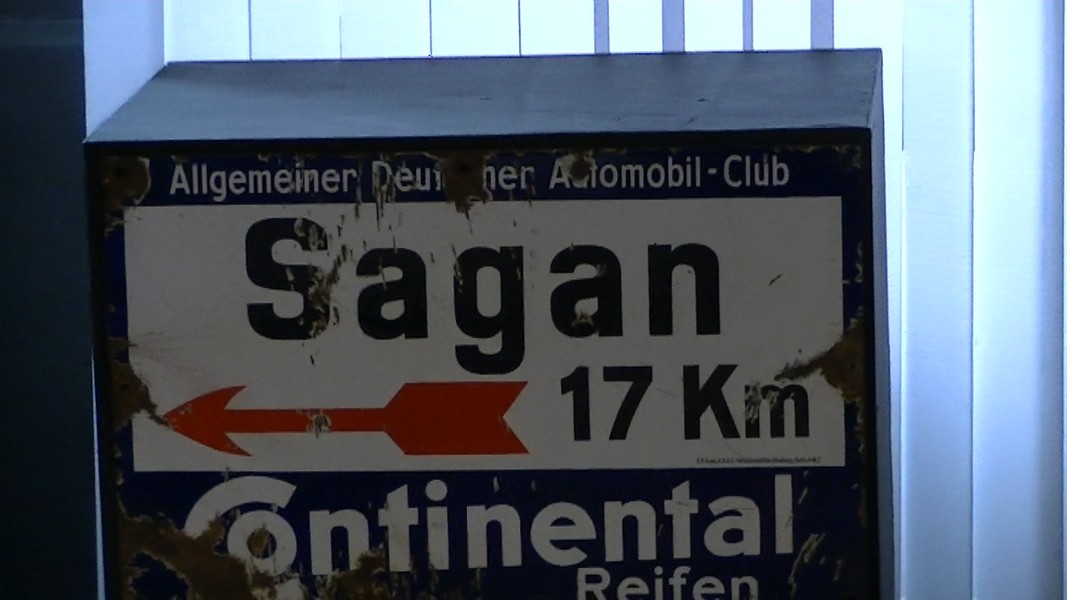 Allgemeiner Deutscher Automobil-Club
Sagan
17 Km
Continental
Reifen